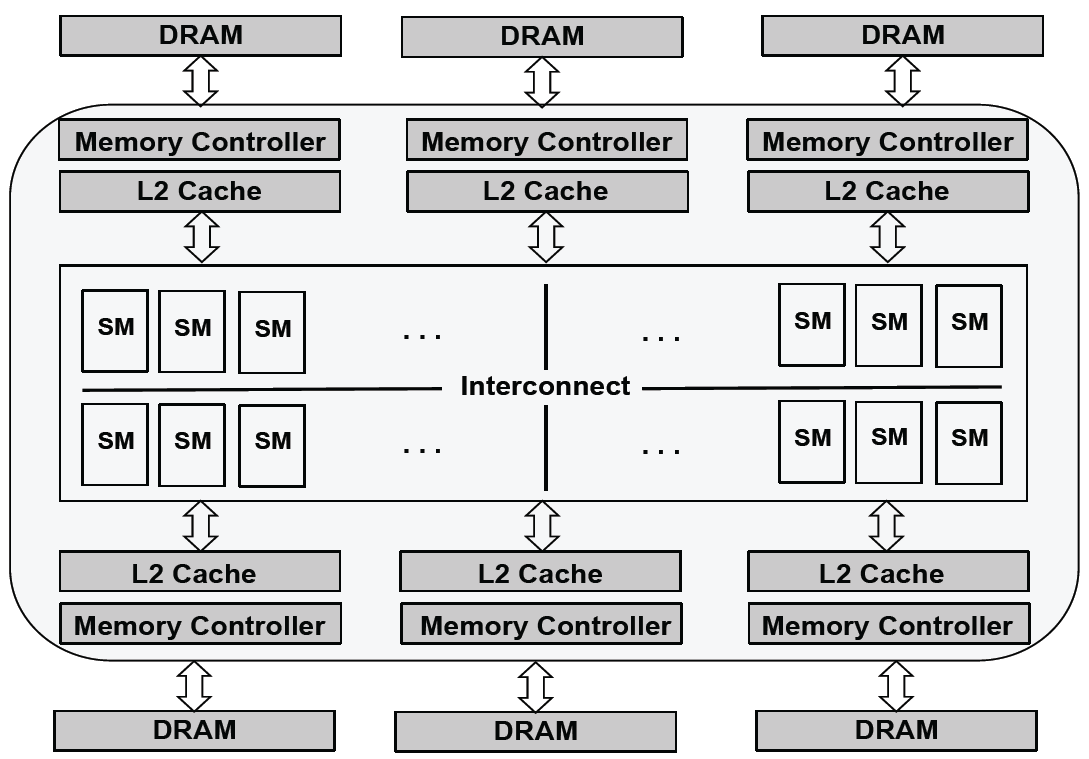 DRAM DRAM DRAM
Memory Controller Memory Controller Memory Controller
L2 Cache L2 Cache L2 Cache
SM SM SM ... ... SM SM SM
Interconnect
SM SM SM ... ... SM SM SM
L2 Cache L2 Cache L2 Cache
Memory Controller Memory Controller Memory Controller
DRAM DRAM DRAM